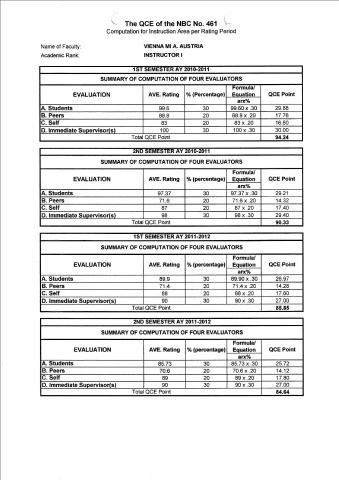 The QCE of the NBC No. 461
Computation for Instruction Area per Rating Period
Name of Faculty: VIENNA MI A. AUSTRIA
Academic Rank: INSTRUCTOR I
1ST SEMESTER AY 2010-2011
SUMMARY OF COMPUTATION OF FOUR EVALUATORS
EVALUATION AVE. Rating % (Percentage) Formula/ Equation arx% QCE Point
A. Students 99.6 30 99.60 x .30 29.88
B. Peers 88.8 20 88.8 x .20 17.76
C. Self 83 20 83 x .20 16.60
D. Immediate Supervisor(s) 100 30 100 x .30 30.00
Total QCE Point 94.24
2ND SEMESTER AY 2010-2011
SUMMARY OF COMPUTATION OF FOUR EVALUATORS
EVALUATION AVE. Rating % (Percentage) Formula/ Equation arx% QCE Point
A. Students 97.37 30 97.37 x .30 29.21
B. Peers 71.6 20 71.6 x .20 14.32
C. Self 87 20 87 x .20 17.40
D. Immediate Supervisor(s) 98 30 98 x .30 29.40
Total QCE Point 90.33
1ST SEMESTER AY 2011-2012
SUMMARY OF COMPUTATION OF FOUR EVALUATORS
EVALUATION AVE. Rating % (percentage) Formula/ Equation arx% QCE Point
A. Students 89.9 30 89.90 x .30 26.97
B. Peers 71.4 20 71.4 x .20 14.28
C. Self 88 20 88 x .20 17.60
D. Immediate Supervisor(s) 90 30 90 x .30 27.00
Total QCE Point 85.85
2ND SEMESTER AY 2011-2012
SUMMARY OF COMPUTATION OF FOUR EVALUATORS
EVALUATION AVE. Rating % (percentage) Formula/ Equation arx% QCE Point
A. Students 85.73 30 85.73 x .30 25.72
B. Peers 70.6 20 70.6 x .20 14.12
C. Self 89 20 89 x .20 17.80
D. Immediate Supervisor(s) 90 30 90 x .30 27.00
Total QCE Point 84.64